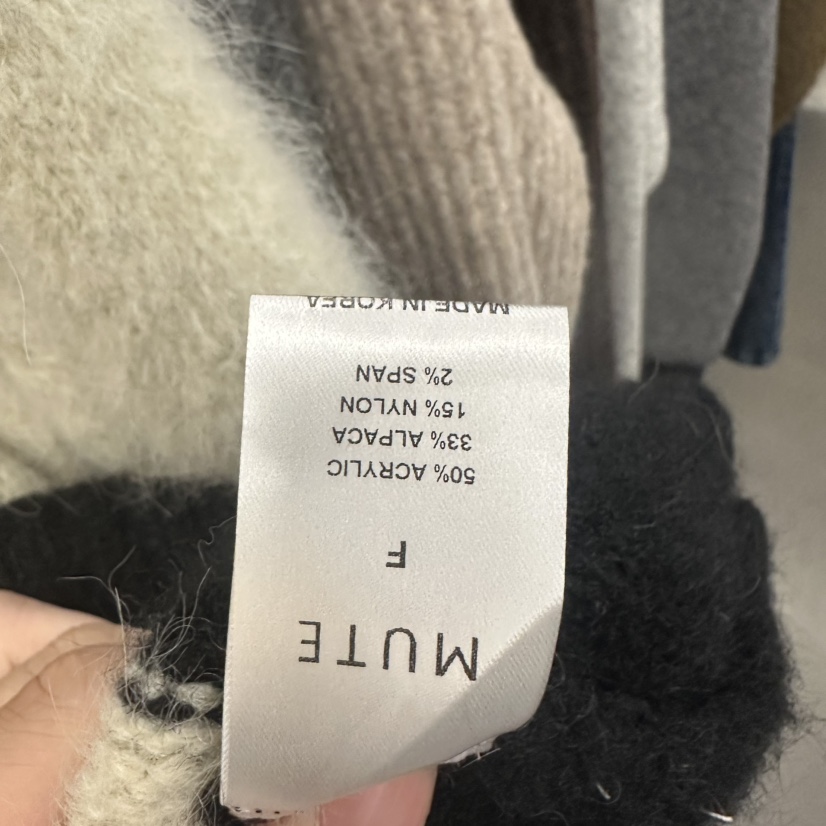 MUTE
F
50% ACRYLIC
33% ALPACA
15% NYLON
2% SPAN
MADE IN KOREA